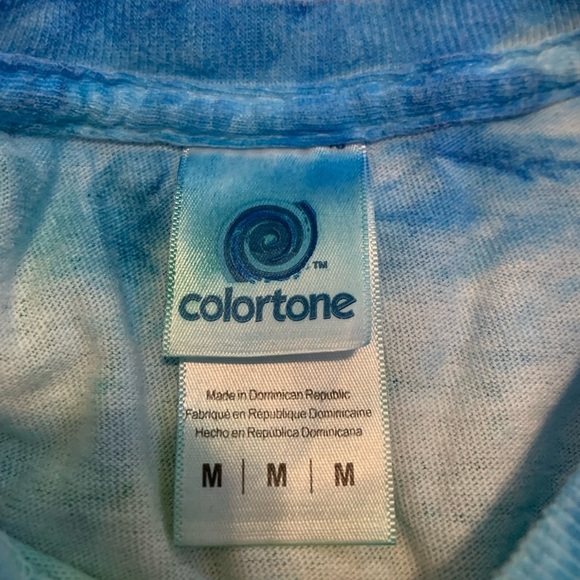 TM
colortone
Made in Dominican Republic
Fabriqué en République Dominicaine
Hecho en República Dominicana
M | M | M